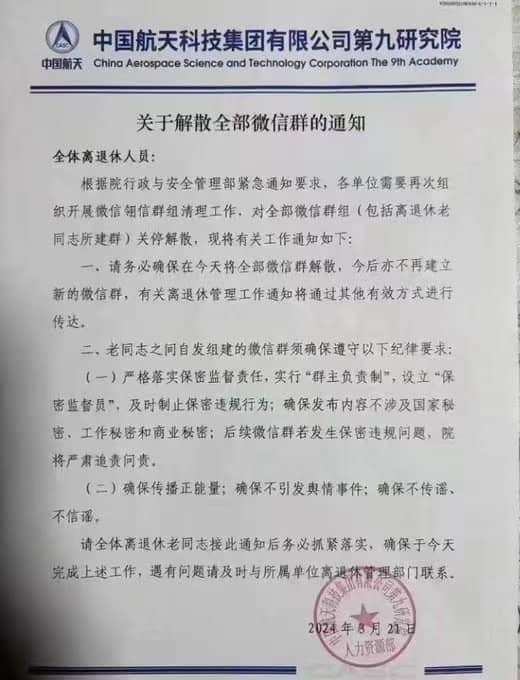 CASC
中国航天
中国航天科技集团有限公司第九研究院
China Aerospace Science and Technology Corporation The 9th Academy
关于解散全部微信群的通知
全体离退休人员：
根据院行政与安全管理部紧急通知要求，各单位需要再次组
织开展微信翎信群组清理工作，对全部微信群组（包括离退休老
同志所建群）关停解散，现将有关工作通知如下：
一、请务必确保在今天将全部微信群解散，今后亦不再建立
新的微信群，有关离退休管理工作通知将通过其他有效方式进行
传达。
二、老同志之间自发组建的微信群须确保遵守以下纪律要求：
（一）严格落实保密监督责任，实行“群主负责制”，设立“保
密监督员”，及时制止保密违规行为；确保发布内容不涉及国家秘
密、工作秘密和商业秘密；后续微信群若发生保密违规问题，院
将严肃追责问责。
（二）确保传播正能量；确保不引发舆情事件；确保不传谣、
不信谣。
请全体离退休老同志接此通知后务必抓紧落实，确保于今天
完成上述工作，遇有问题请及时与所属单位离退休管理部门联系。
中国航天科技集团有限公司第九研究院
2024年8月21日
人力资源部